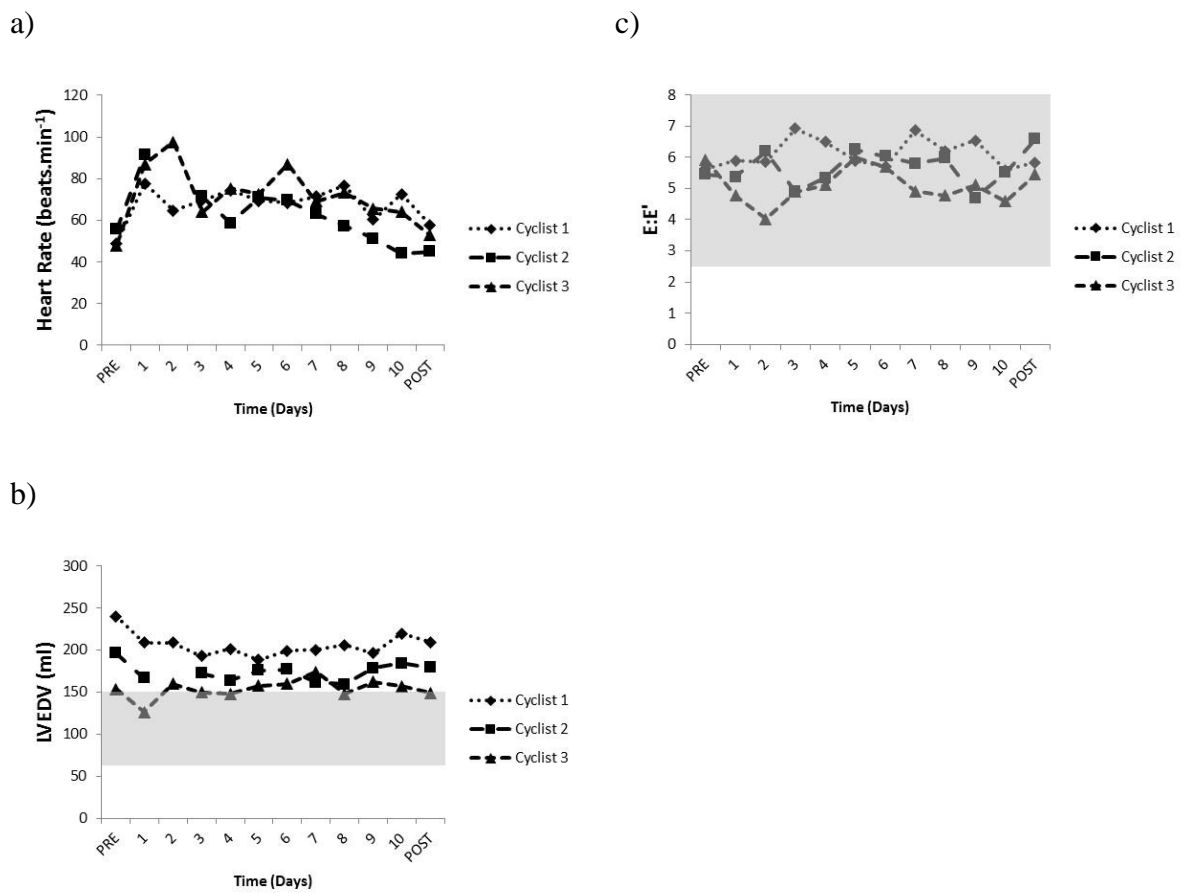 a)
120
100
80
60
40
20
0
Heart Rate (beats.min⁻¹)
PRE 1 2 3 4 5 6 7 8 9 10 POST
Time (Days)
Cyclist 1
Cyclist 2
Cyclist 3
c)
8
7
6
5
4
3
2
1
0
E:E'
PRE 1 2 3 4 5 6 7 8 9 10 POST
Time (Days)
Cyclist 1
Cyclist 2
Cyclist 3
b)
300
250
200
150
100
50
0
LVEDV (ml)
PRE 1 2 3 4 5 6 7 8 9 10 POST
Time (Days)
Cyclist 1
Cyclist 2
Cyclist 3